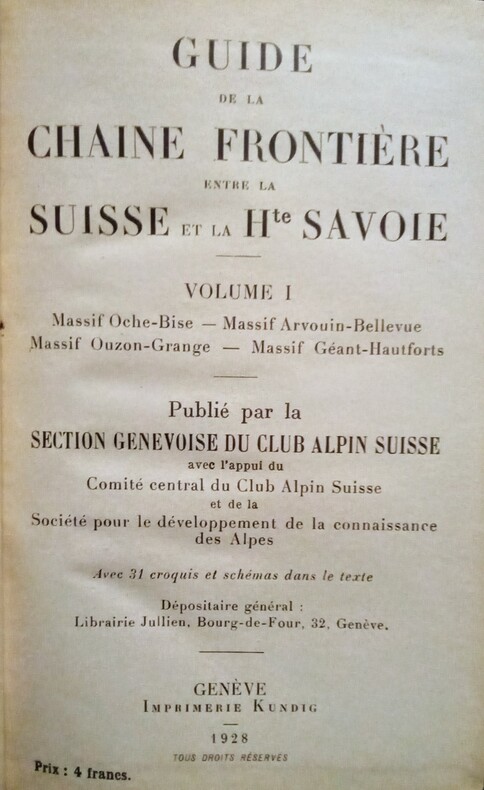 GUIDE
DE LA
CHAINE FRONTIÈRE
ENTRE LA
SUISSE ET LA Hte SAVOIE
VOLUME I
Massif Oche-Bise — Massif Arvouin-Bellevue
Massif Ouzon-Grange — Massif Géant-Hautforts
Publié par la
SECTION GENEVOISE DU CLUB ALPIN SUISSE
avec l'appui du
Comité central du Club Alpin Suisse
et de la
Société pour le développement de la connaissance
des Alpes
Avec 31 croquis et schémas dans le texte
Dépositaire général :
Librairie Jullien, Bourg-de-Four, 32, Genève.
GENÈVE
IMPRIMERIE KUNDIG
1928
TOUS DROITS RÉSERVÉS
Prix : 4 francs.